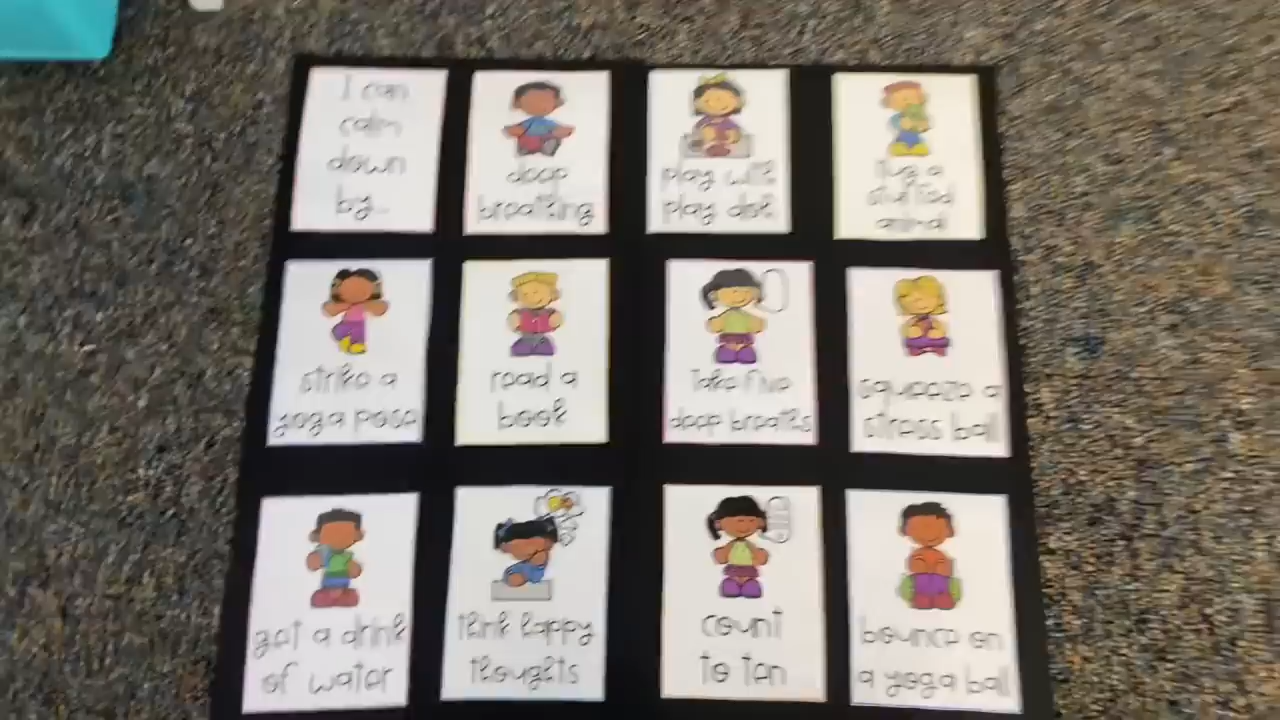 I can
calm
down
by...
deep
breathing
play with
play doh
hug a
stuffed
animal
strike a
yoga pose
read a
book
Take five
deep breaths
squeeze a
stress ball
get a drink
of water
think happy
thoughts
count
to ten
bounce on
a yoga ball